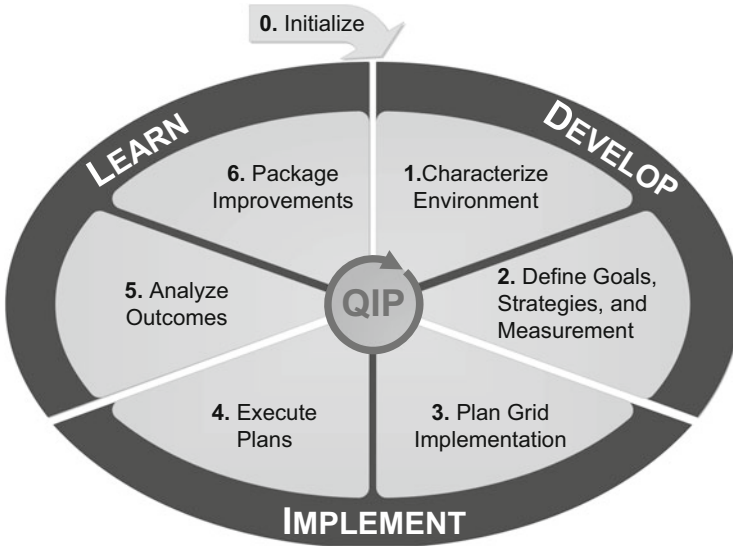 0. Initialize
LEARN
DEVELOP
6. Package
Improvements
1.Characterize
Environment
5. Analyze
Outcomes
QIP
2. Define Goals,
Strategies, and
Measurement
4. Execute
Plans
3. Plan Grid
Implementation
IMPLEMENT